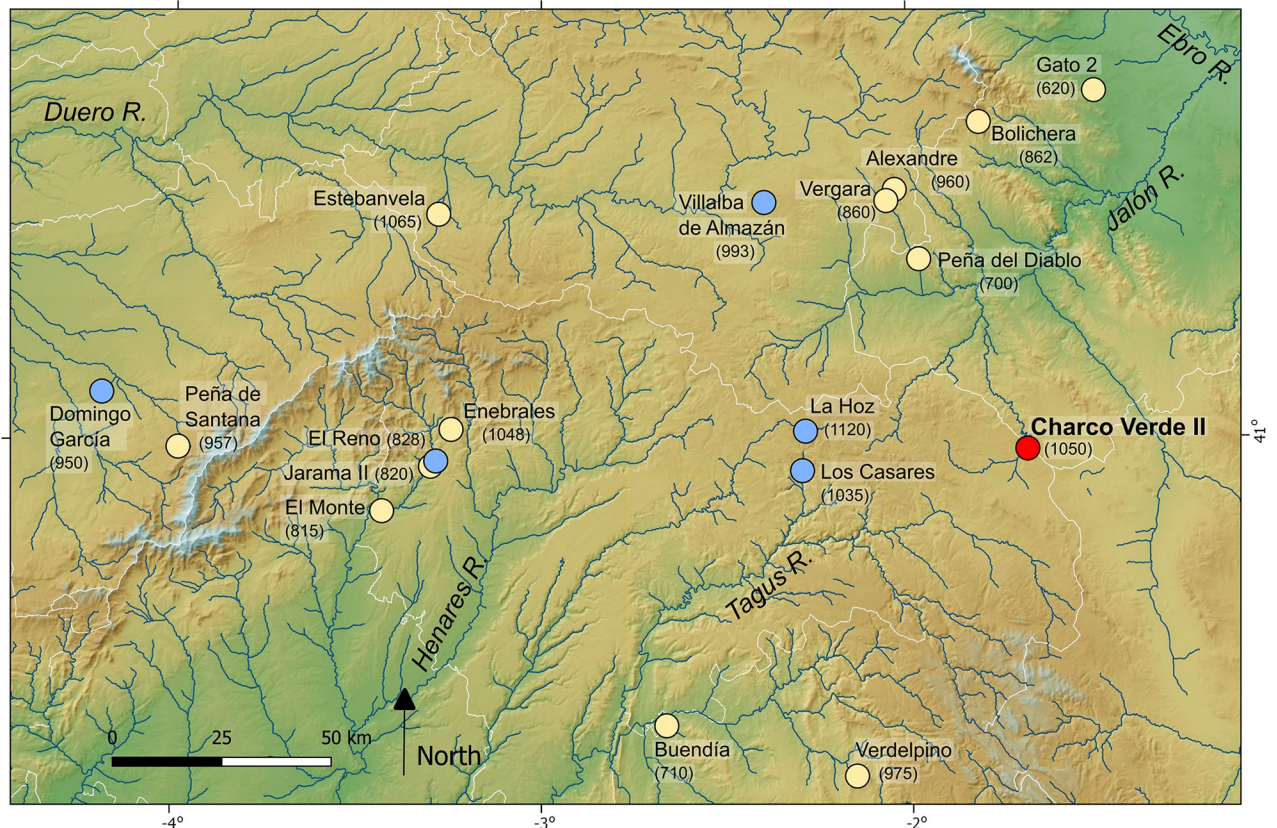 Ebro R.
Gato 2
(620)
Duero R.
Bolichera
(862)
Alexandre
(960)
Jalón R.
Estebanvela
(1065)
Villalba
de Almazán
(993)
Vergara
(860)
Peña del Diablo
(700)
Domingo
García
(950)
Peña de
Santana
(957)
Enebrales
(1048)
El Reno (828)
Jarama II (820)
El Monte
(815)
La Hoz
(1120)
Los Casares
(1035)
Charco Verde II
(1050)
41°
Henares R.
Tagus R.
0 25 50 km
North
Buendía
(710)
Verdelpino
(975)
-4° -3° -2°